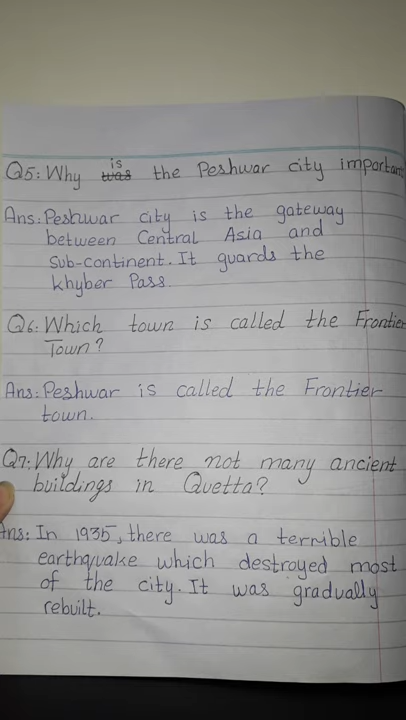 is
Q5: Why was the Peshwar city important
Ans: Peshwar city is the gateway
between Central Asia and
Sub-continent. It guards the
khyber Pass.
Q6: Which town is called the Frontier
Town?
Ans: Peshwar is called the Frontier
town.
Q7: Why are there not many ancient
buildings in Quetta?
Ans: In 1935, there was a terrible
earthquake which destroyed most
of the city. It was gradually
rebuilt.